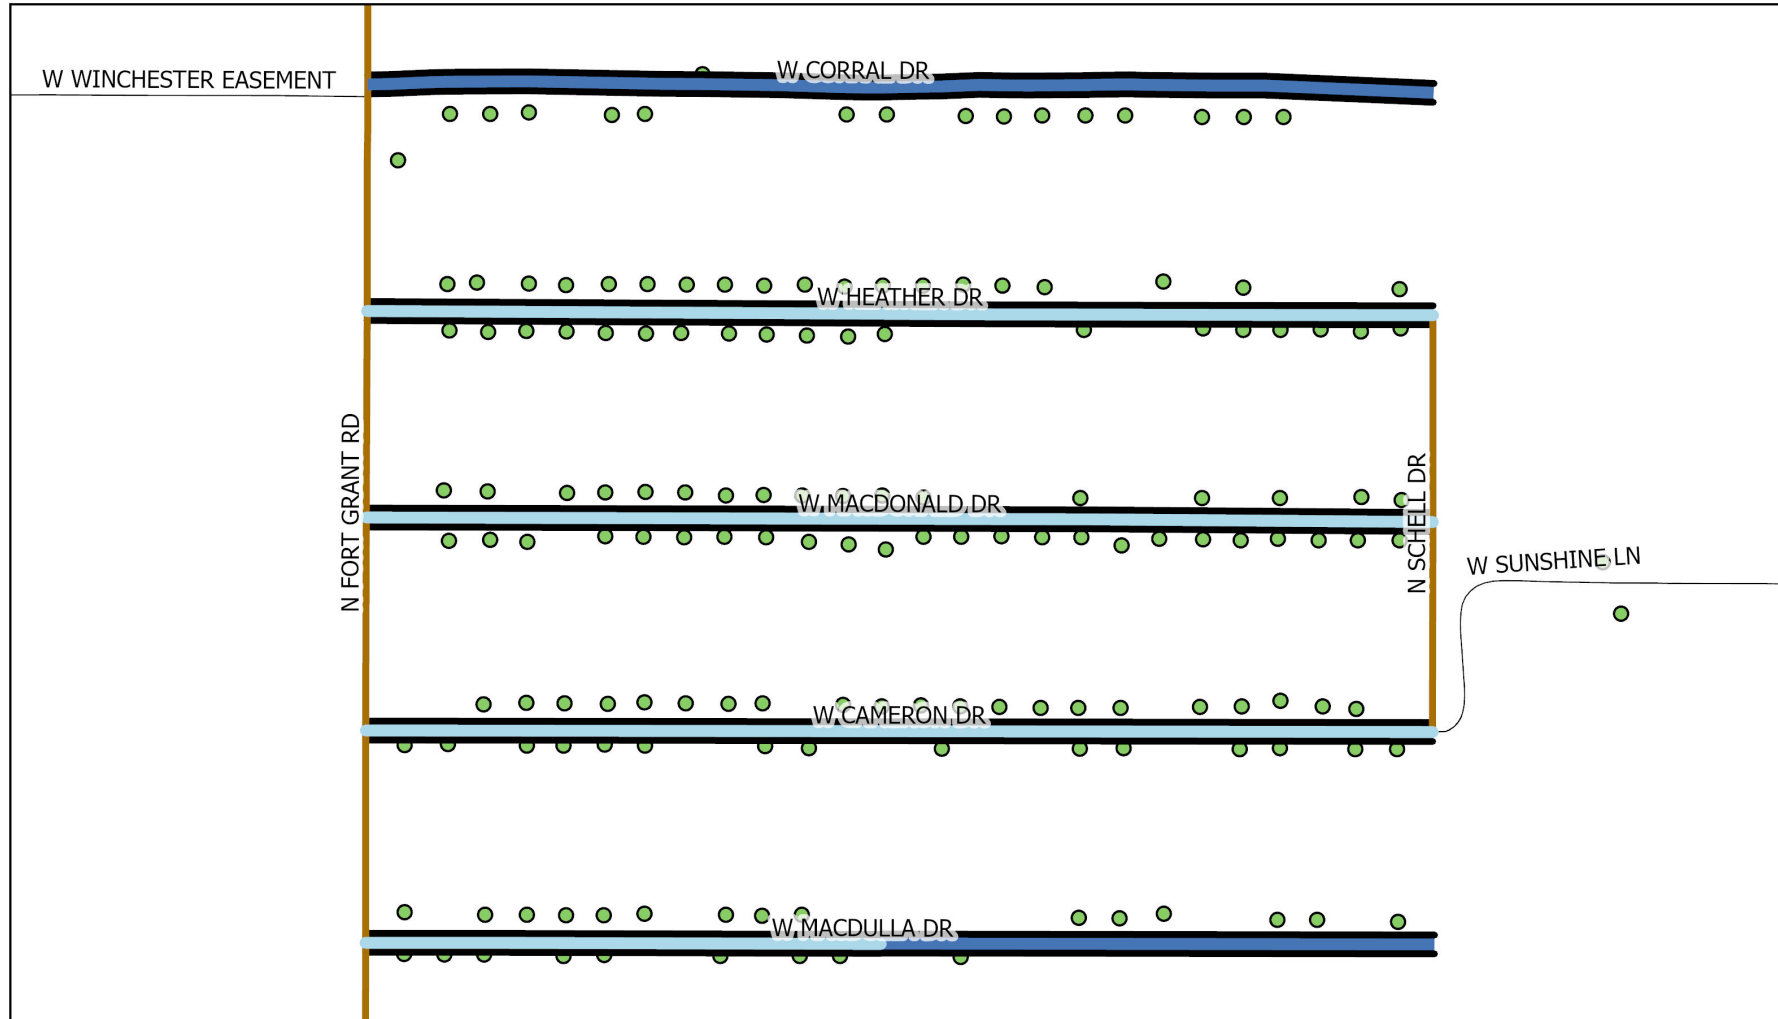 W CORRAL DR
W WINCHESTER EASEMENT
W HEATHER DR
N FORT GRANT RD
W MACDONALD DR
N SCHELL DR
W SUNSHINE LN
W CAMERON DR
W MACDULLA DR